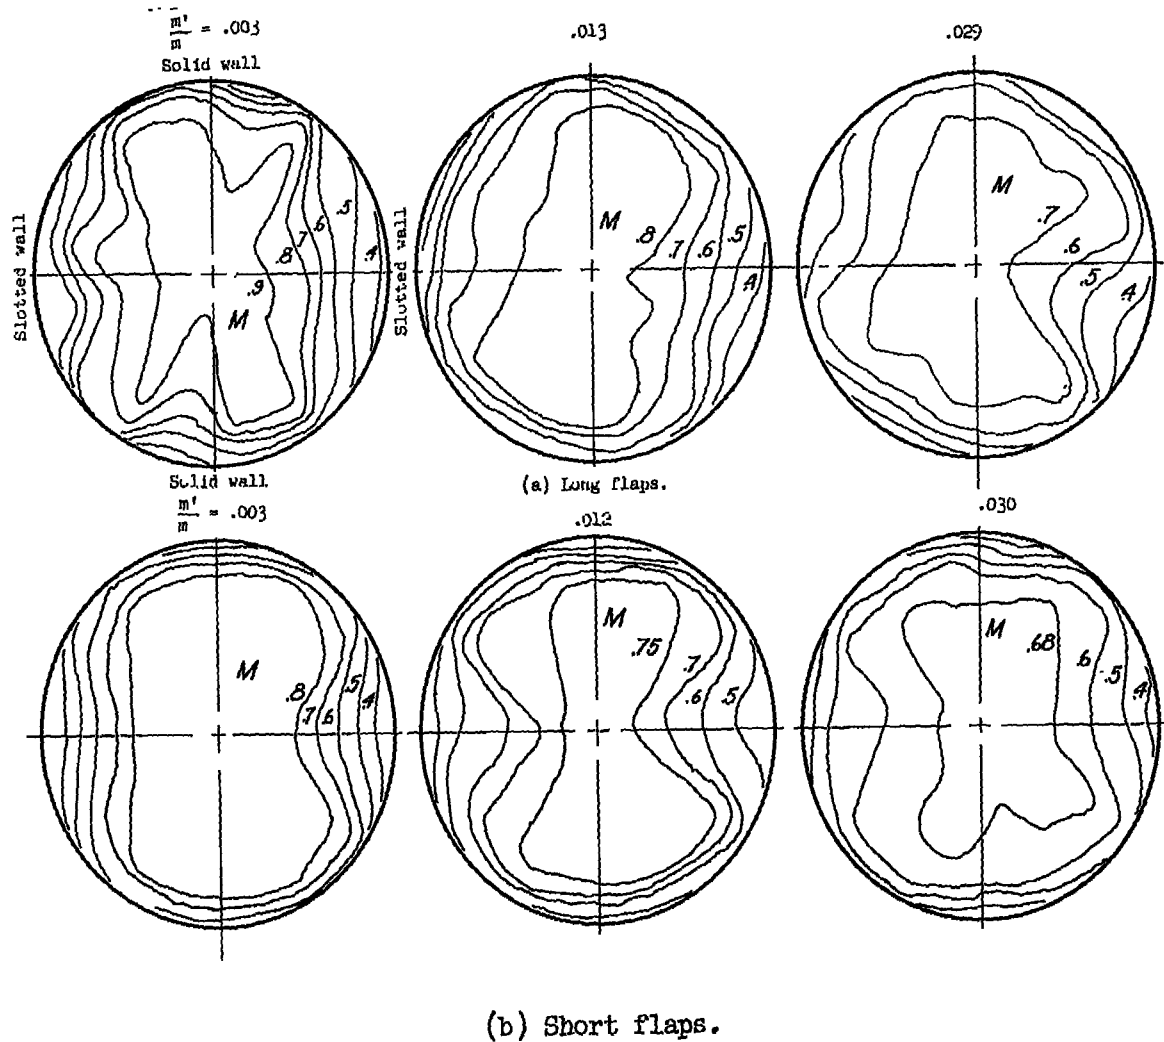 m'/m = .003
.013
.029
Solid wall
Slotted wall
M
.9
.8
.7
.6
.5
.4
Slotted wall
M
.8
.7
.6
.5
.4
M
.7
.6
.5
.4
Solid wall
(a) Long flaps.
m'/m = .003
.012
.030
M
.8
.7
.6
.5
.4
M
.75
.7
.6
.5
M
.68
.6
.5
.4
(b) Short flaps.